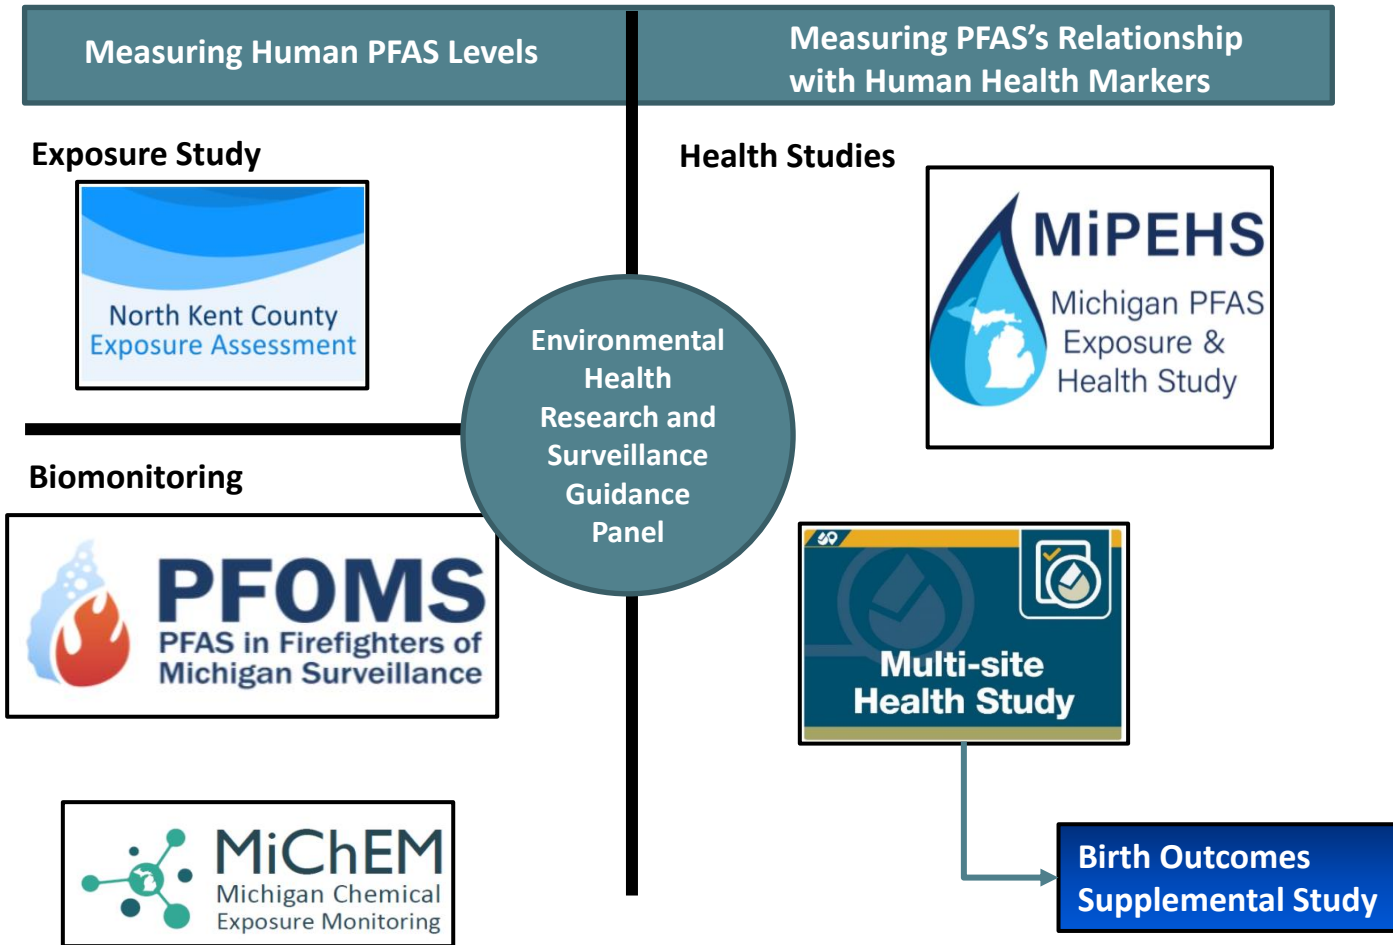 Measuring Human PFAS Levels
Measuring PFAS’s Relationship
with Human Health Markers
Exposure Study
North Kent County
Exposure Assessment
Biomonitoring
PFOMS
PFAS in Firefighters of
Michigan Surveillance
MiChEM
Michigan Chemical
Exposure Monitoring
Environmental
Health
Research and
Surveillance
Guidance
Panel
Health Studies
MiPEHS
Michigan PFAS
Exposure &
Health Study
Multi-site
Health Study
Birth Outcomes
Supplemental Study